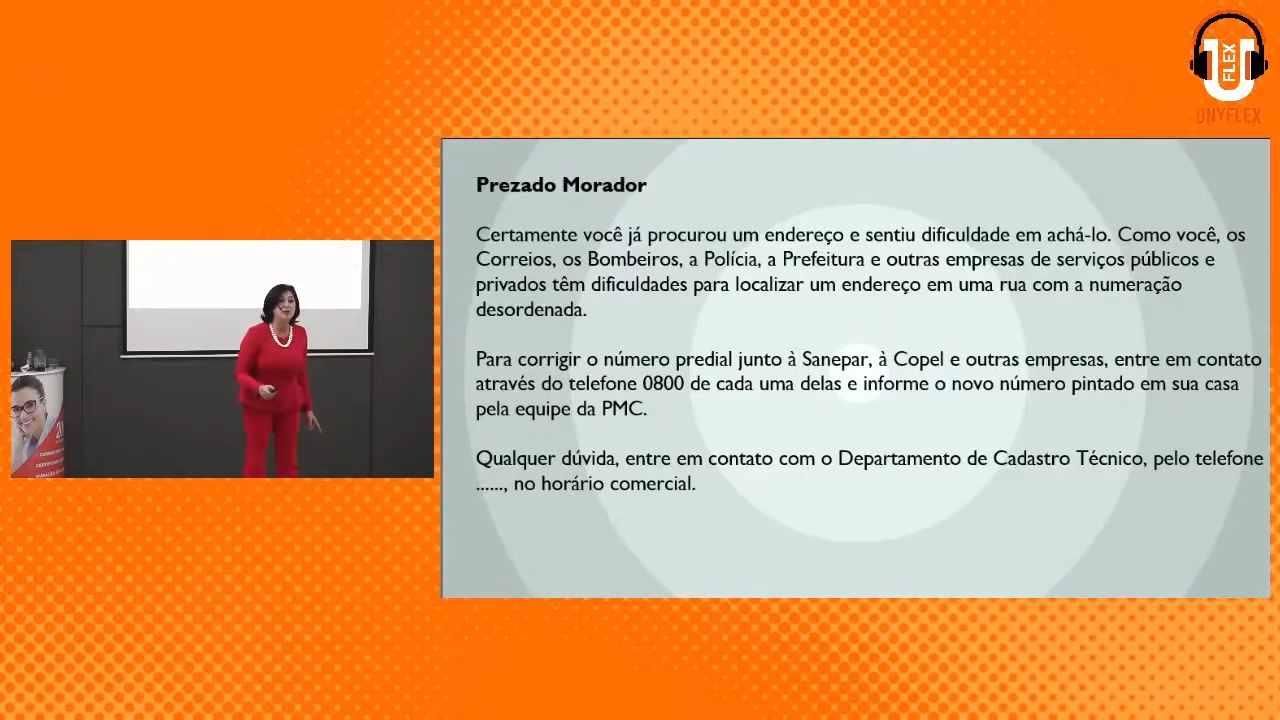 FLEX
U
UNYFLEX
Prezado Morador
Certamente você já procurou um endereço e sentiu dificuldade em achá-lo. Como você, os
Correios, os Bombeiros, a Polícia, a Prefeitura e outras empresas de serviços públicos e
privados têm dificuldades para localizar um endereço em uma rua com a numeração
desordenada.
Para corrigir o número predial junto à Sanepar, à Copel e outras empresas, entre em contato
através do telefone 0800 de cada uma delas e informe o novo número pintado em sua casa
pela equipe da PMC.
Qualquer dúvida, entre em contato com o Departamento de Cadastro Técnico, pelo telefone
......, no horário comercial.